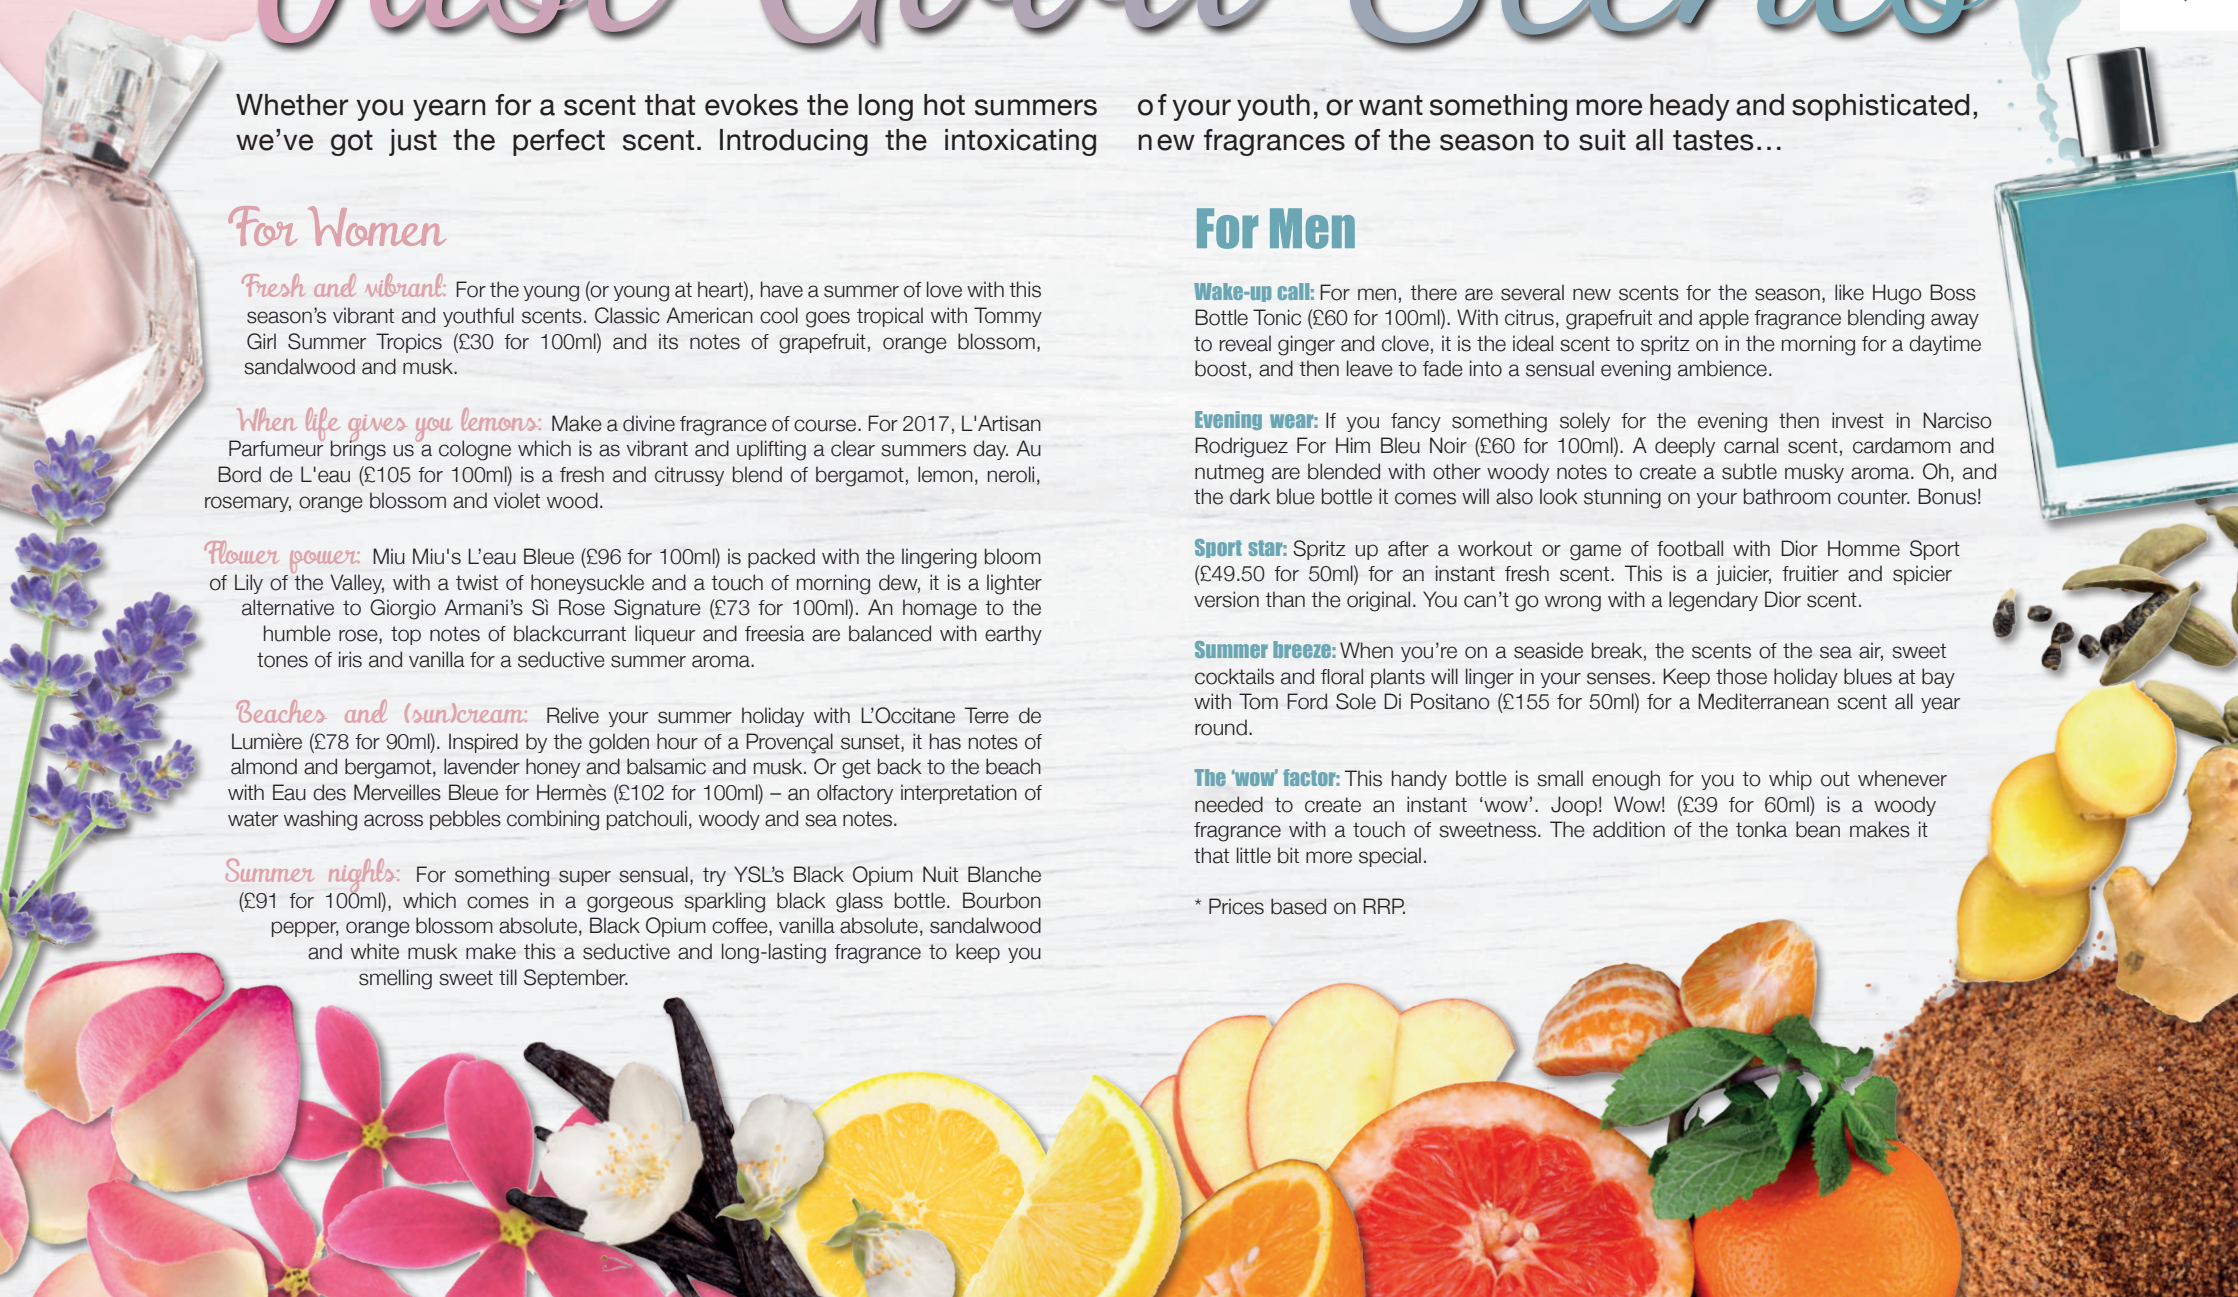 Whether you yearn for a scent that evokes the long hot summers of your youth, or want something more heady and sophisticated,
we've got just the perfect scent. Introducing the intoxicating new fragrances of the season to suit all tastes…
For Women
Fresh and vibrant: For the young (or young at heart), have a summer of love with this
season's vibrant and youthful scents. Classic American cool goes tropical with Tommy
Girl Summer Tropics (£30 for 100ml) and its notes of grapefruit, orange blossom,
sandalwood and musk.
When life gives you lemons: Make a divine fragrance of course. For 2017, L'Artisan
Parfumeur brings us a cologne which is as vibrant and uplifting a clear summers day. Au
Bord de L'eau (£105 for 100ml) is a fresh and citrussy blend of bergamot, lemon, neroli,
rosemary, orange blossom and violet wood.
Flower power: Miu Miu's L'eau Bleue (£96 for 100ml) is packed with the lingering bloom
of Lily of the Valley, with a twist of honeysuckle and a touch of morning dew, it is a lighter
alternative to Giorgio Armani's Sì Rose Signature (£73 for 100ml). An homage to the
humble rose, top notes of blackcurrant liqueur and freesia are balanced with earthy
tones of iris and vanilla for a seductive summer aroma.
Beaches and (sun)cream: Relive your summer holiday with L'Occitane Terre de
Lumière (£78 for 90ml). Inspired by the golden hour of a Provençal sunset, it has notes of
almond and bergamot, lavender honey and balsamic and musk. Or get back to the beach
with Eau des Merveilles Bleue for Hermès (£102 for 100ml) – an olfactory interpretation of
water washing across pebbles combining patchouli, woody and sea notes.
Summer nights: For something super sensual, try YSL's Black Opium Nuit Blanche
(£91 for 100ml), which comes in a gorgeous sparkling black glass bottle. Bourbon
pepper, orange blossom absolute, Black Opium coffee, vanilla absolute, sandalwood
and white musk make this a seductive and long-lasting fragrance to keep you
smelling sweet till September.
For Men
Wake-up call: For men, there are several new scents for the season, like Hugo Boss
Bottle Tonic (£60 for 100ml). With citrus, grapefruit and apple fragrance blending away
to reveal ginger and clove, it is the ideal scent to spritz on in the morning for a daytime
boost, and then leave to fade into a sensual evening ambience.
Evening wear: If you fancy something solely for the evening then invest in Narciso
Rodriguez For Him Bleu Noir (£60 for 100ml). A deeply carnal scent, cardamom and
nutmeg are blended with other woody notes to create a subtle musky aroma. Oh, and
the dark blue bottle it comes will also look stunning on your bathroom counter. Bonus!
Sport star: Spritz up after a workout or game of football with Dior Homme Sport
(£49.50 for 50ml) for an instant fresh scent. This is a juicier, fruitier and spicier
version than the original. You can't go wrong with a legendary Dior scent.
Summer breeze: When you're on a seaside break, the scents of the sea air, sweet
cocktails and floral plants will linger in your senses. Keep those holiday blues at bay
with Tom Ford Sole Di Positano (£155 for 50ml) for a Mediterranean scent all year
round.
The 'wow' factor: This handy bottle is small enough for you to whip out whenever
needed to create an instant 'wow'. Joop! Wow! (£39 for 60ml) is a woody
fragrance with a touch of sweetness. The addition of the tonka bean makes it
that little bit more special.
* Prices based on RRP.